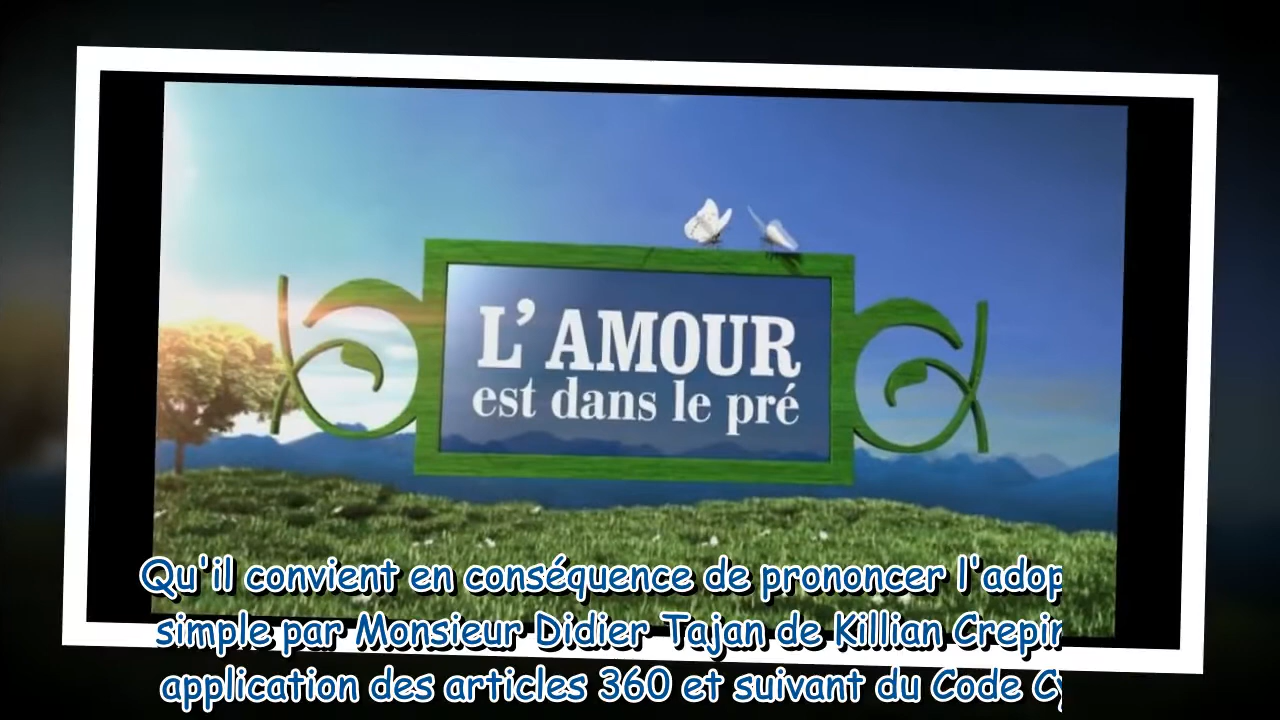 L'AMOUR
est dans le pré
Qu'il convient en conséquence de prononcer l'adop
simple par Monsieur Didier Tajan de Killian Crepin
application des articles 360 et suivant du Code